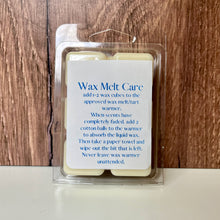 Wax Melt Care
add 1-2 wax cubes to the
approved wax melt/tart
warmer.
When scents have
completely faded, add 2
cotton balls to the warmer
to absorb the liquid wax.
Then take a paper towel and
wipe out the bit that is left.
Never leave wax warmer
unattended.